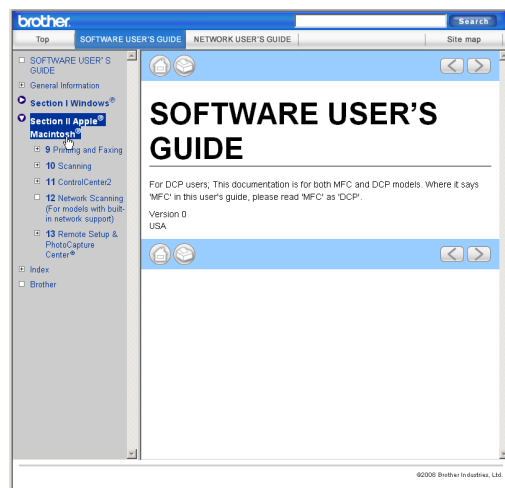 brother.
Search
Top SOFTWARE USER'S GUIDE NETWORK USER'S GUIDE Site map
SOFTWARE USER' S
GUIDE
General Information
Section I Windows®
Section II Apple®
Macintosh®
9 Printing and Faxing
10 Scanning
11 ControlCenter2
12 Network Scanning
(For models with built-
in network support)
13 Remote Setup &
PhotoCapture
Center®
Index
Brother
SOFTWARE USER'S
GUIDE
For DCP users; This documentation is for both MFC and DCP models. Where it says
'MFC' in this user's guide, please read 'MFC' as 'DCP'.
Version 0
USA
©2008 Brother Industries, Ltd.